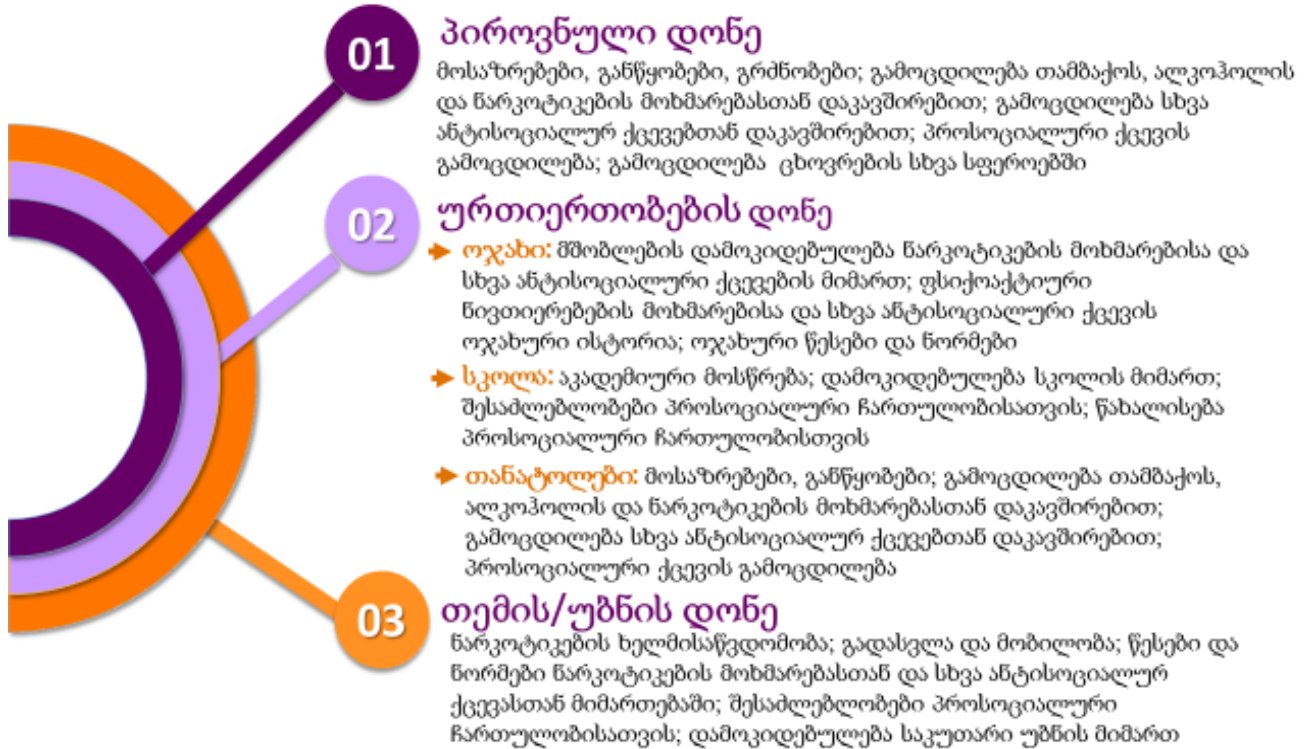 01
პიროვნული დონე
მოსაზრებები, განწყობები, გრძნობები; გამოცდილება თამბაქოს, ალკოჰოლის
და ნარკოტიკების მოხმარებასთან დაკავშირებით; გამოცდილება სხვა
ანტისოციალურ ქცევებთან დაკავშირებით; პროსოციალური ქცევის
გამოცდილება; გამოცდილება ცხოვრების სხვა სფეროებში
02
ურთიერთობების დონე
ოჯახი: მშობლების დამოკიდებულება ნარკოტიკების მოხმარებისა და
სხვა ანტისოციალური ქცევების მიმართ; ფსიქოაქტიური
ნივთიერებების მოხმარებისა და სხვა ანტისოციალური ქცევის
ოჯახური ისტორია; ოჯახური წესები და ნორმები
სკოლა: აკადემიური მოსწრება; დამოკიდებულება სკოლის მიმართ;
შესაძლებლობები პროსოციალური ჩართულობისათვის; წახალისება
პროსოციალური ჩართულობისთვის
თანატოლები: მოსაზრებები, განწყობები; გამოცდილება თამბაქოს,
ალკოჰოლის და ნარკოტიკების მოხმარებასთან დაკავშირებით;
გამოცდილება სხვა ანტისოციალურ ქცევებთან დაკავშირებით;
პროსოციალური ქცევის გამოცდილება
03
თემის/უბნის დონე
ნარკოტიკების ხელმისაწვდომობა; გადასვლა და მობილობა; წესები და
ნორმები ნარკოტიკების მოხმარებასთან და სხვა ანტისოციალურ
ქცევასთან მიმართებაში; შესაძლებლობები პროსოციალური
ჩართულობისათვის; დამოკიდებულება საკუთარი უბნის მიმართ